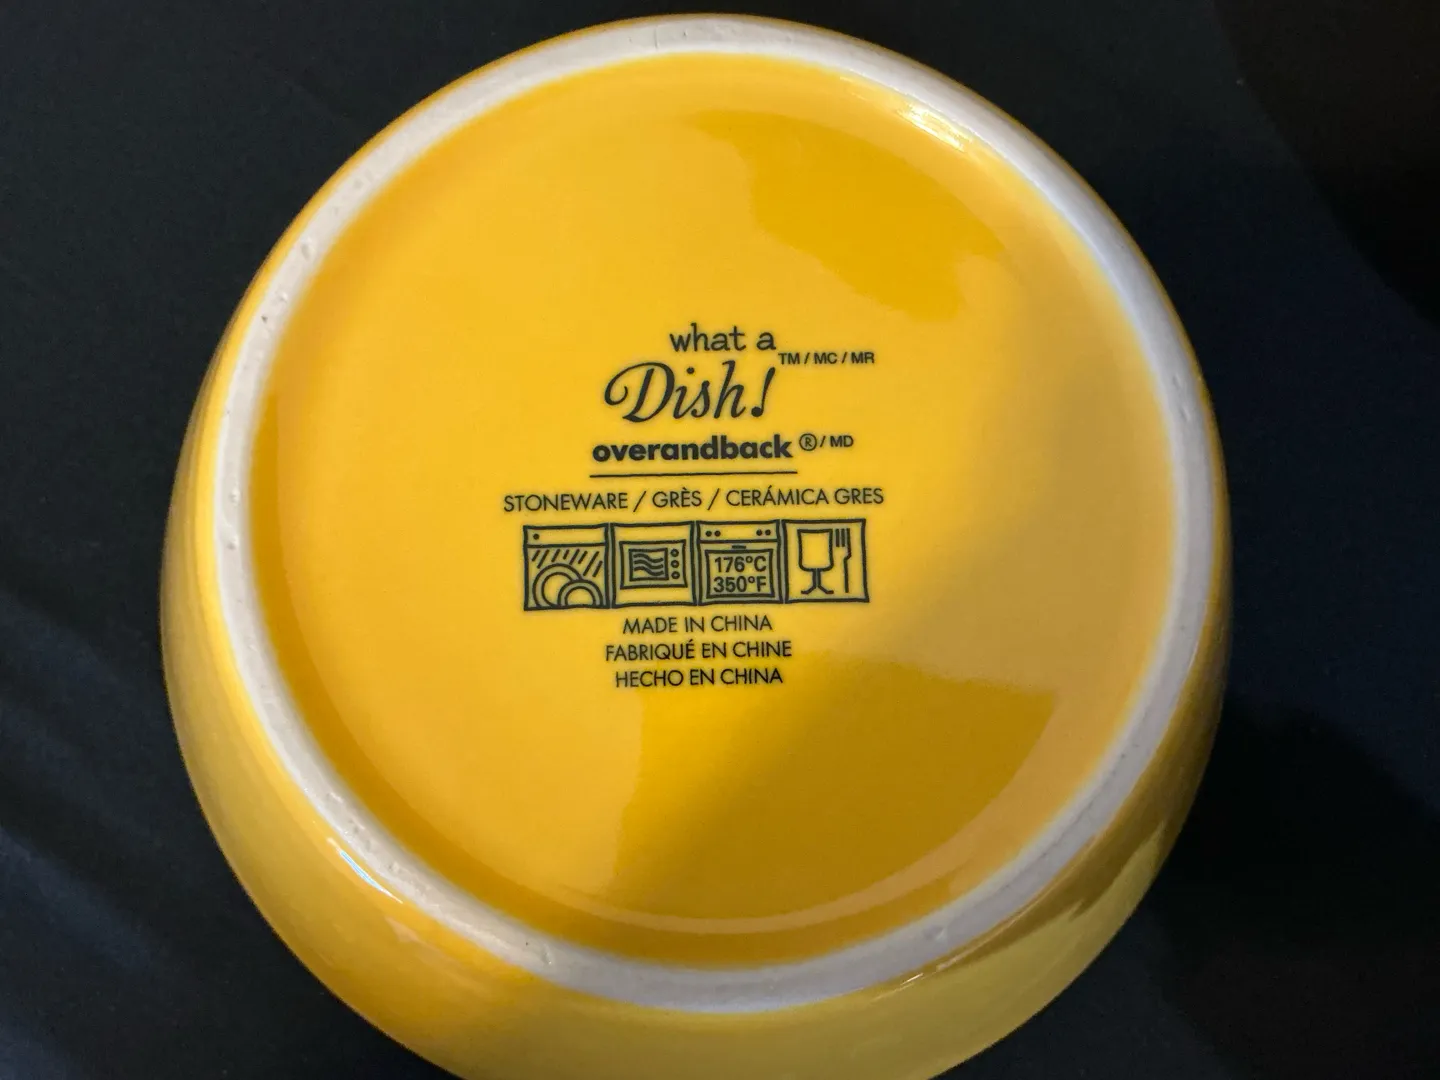 what a
Dish! TM / MC / MR
overandback ® / MD
STONEWARE / GRÈS / CERÁMICA GRES
176°C
350°F
MADE IN CHINA
FABRIQUÉ EN CHINE
HECHO EN CHINA